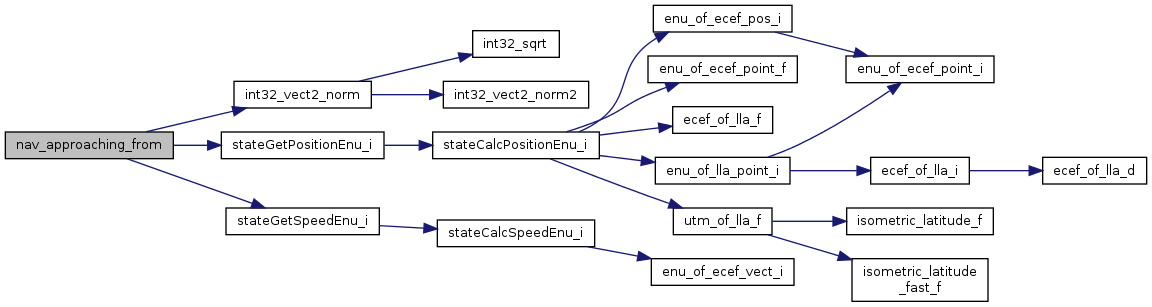 nav_approaching_from
int32_vect2_norm
int32_sqrt
int32_vect2_norm2
stateGetPositionEnu_i
stateCalcPositionEnu_i
enu_of_ecef_pos_i
enu_of_ecef_point_i
enu_of_ecef_point_f
ecef_of_lla_f
enu_of_lla_point_i
ecef_of_lla_i
ecef_of_lla_d
utm_of_lla_f
isometric_latitude_f
isometric_latitude
_fast_f
stateGetSpeedEnu_i
stateCalcSpeedEnu_i
enu_of_ecef_vect_i